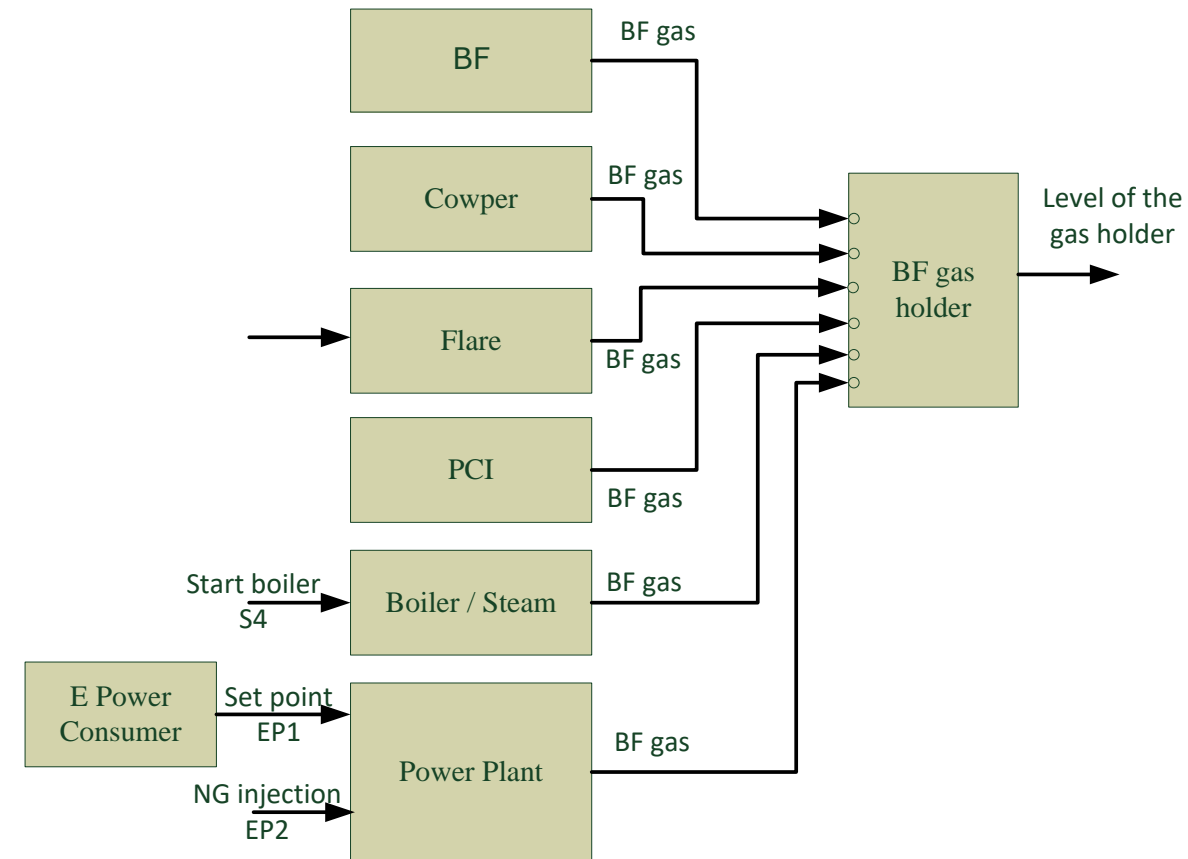 BF gas
BF
BF gas
Cowper
Level of the
gas holder
BF gas
holder
Flare
BF gas
PCI
BF gas
Start boiler
S4
Boiler / Steam
BF gas
E Power
Consumer
Set point
EP1
BF gas
Power Plant
NG injection
EP2